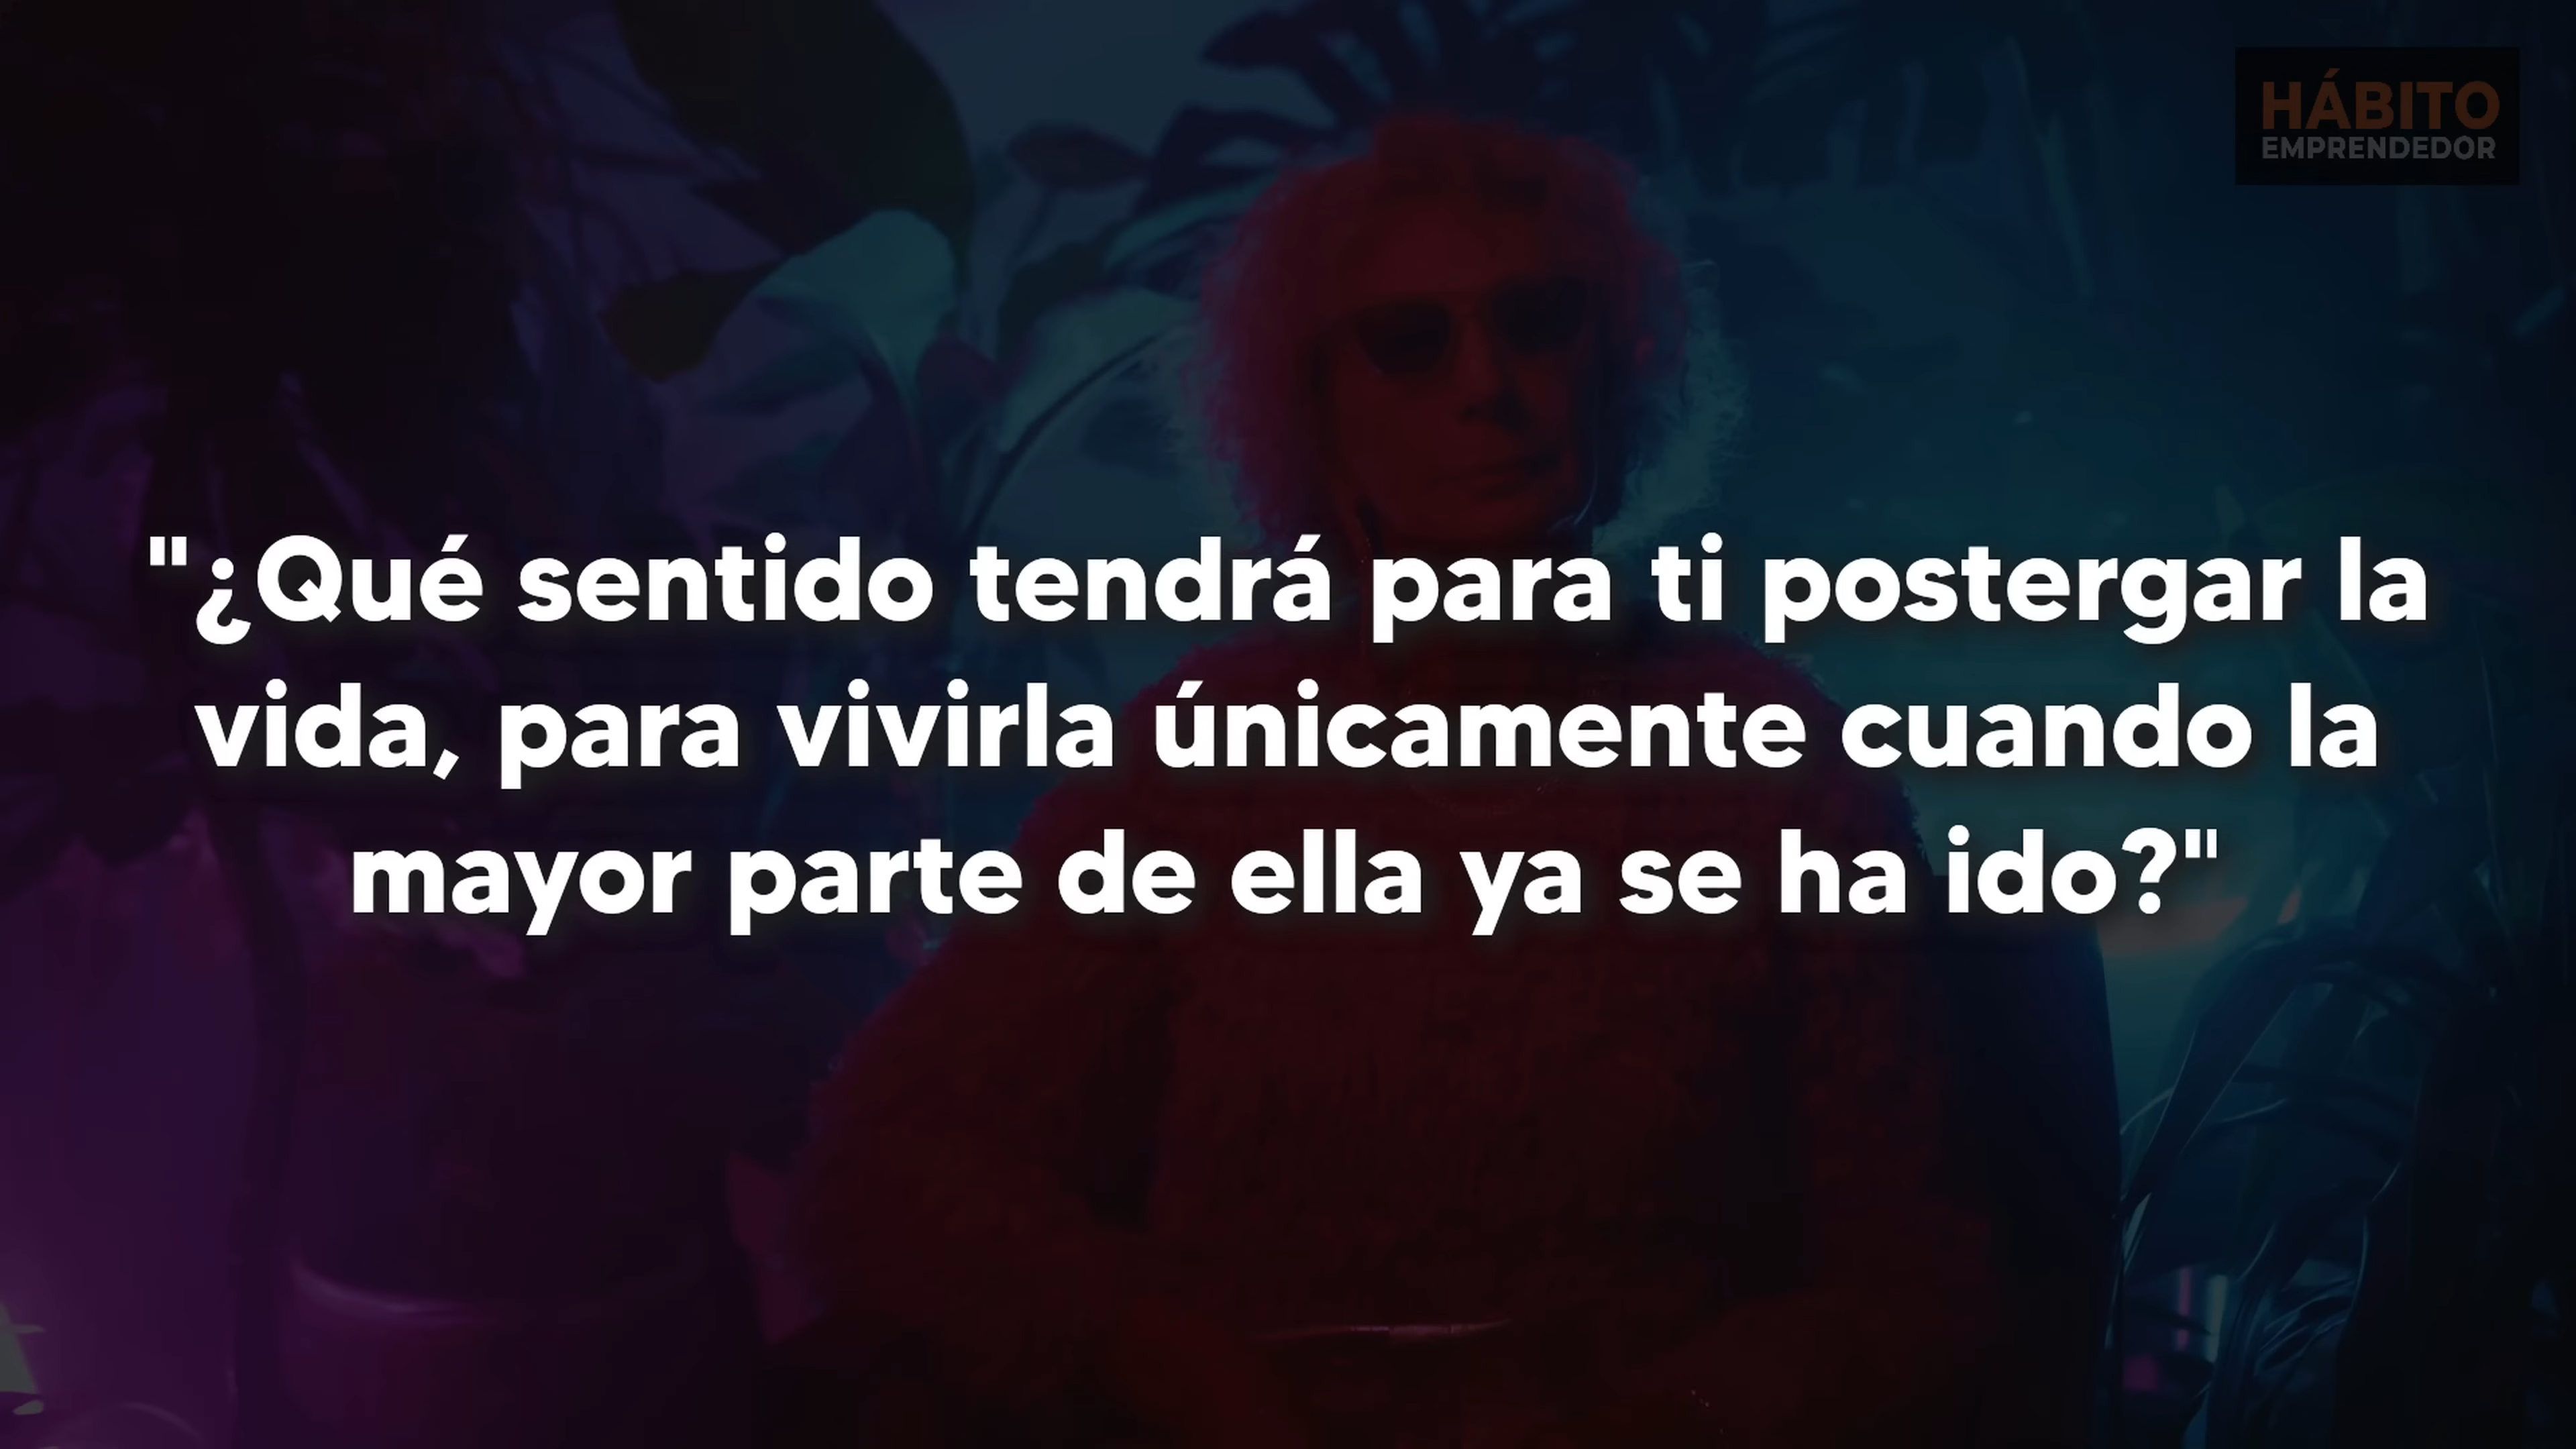 HÁBITO
EMPRENDEDOR
"¿Qué sentido tendrá para ti postergar la
vida, para vivirla únicamente cuando la
mayor parte de ella ya se ha ido?"